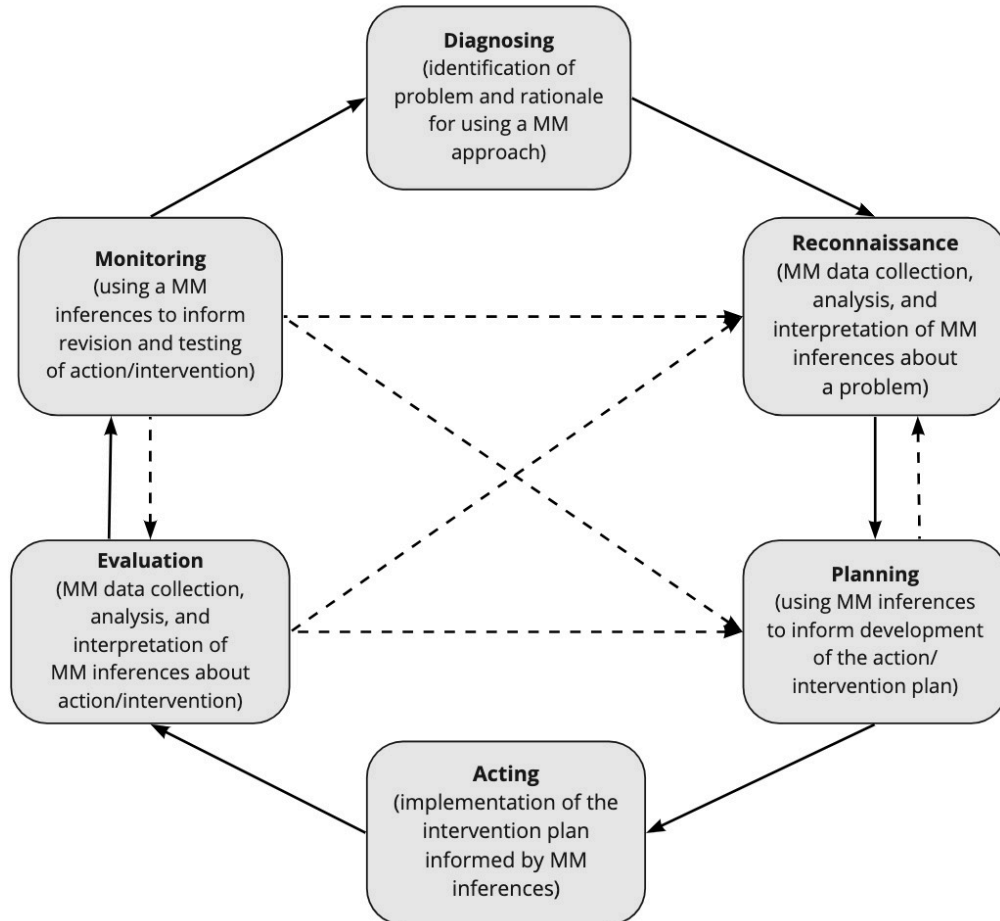 Diagnosing
(identification of
problem and rationale
for using a MM
approach)
Monitoring
(using a MM
inferences to inform
revision and testing
of action/intervention)
Reconnaissance
(MM data collection,
analysis, and
interpretation of MM
inferences about
a problem)
Evaluation
(MM data collection,
analysis, and
interpretation of
MM inferences about
action/intervention)
Planning
(using MM inferences
to inform development
of the action/
intervention plan)
Acting
(implementation of the
intervention plan
informed by MM
inferences)